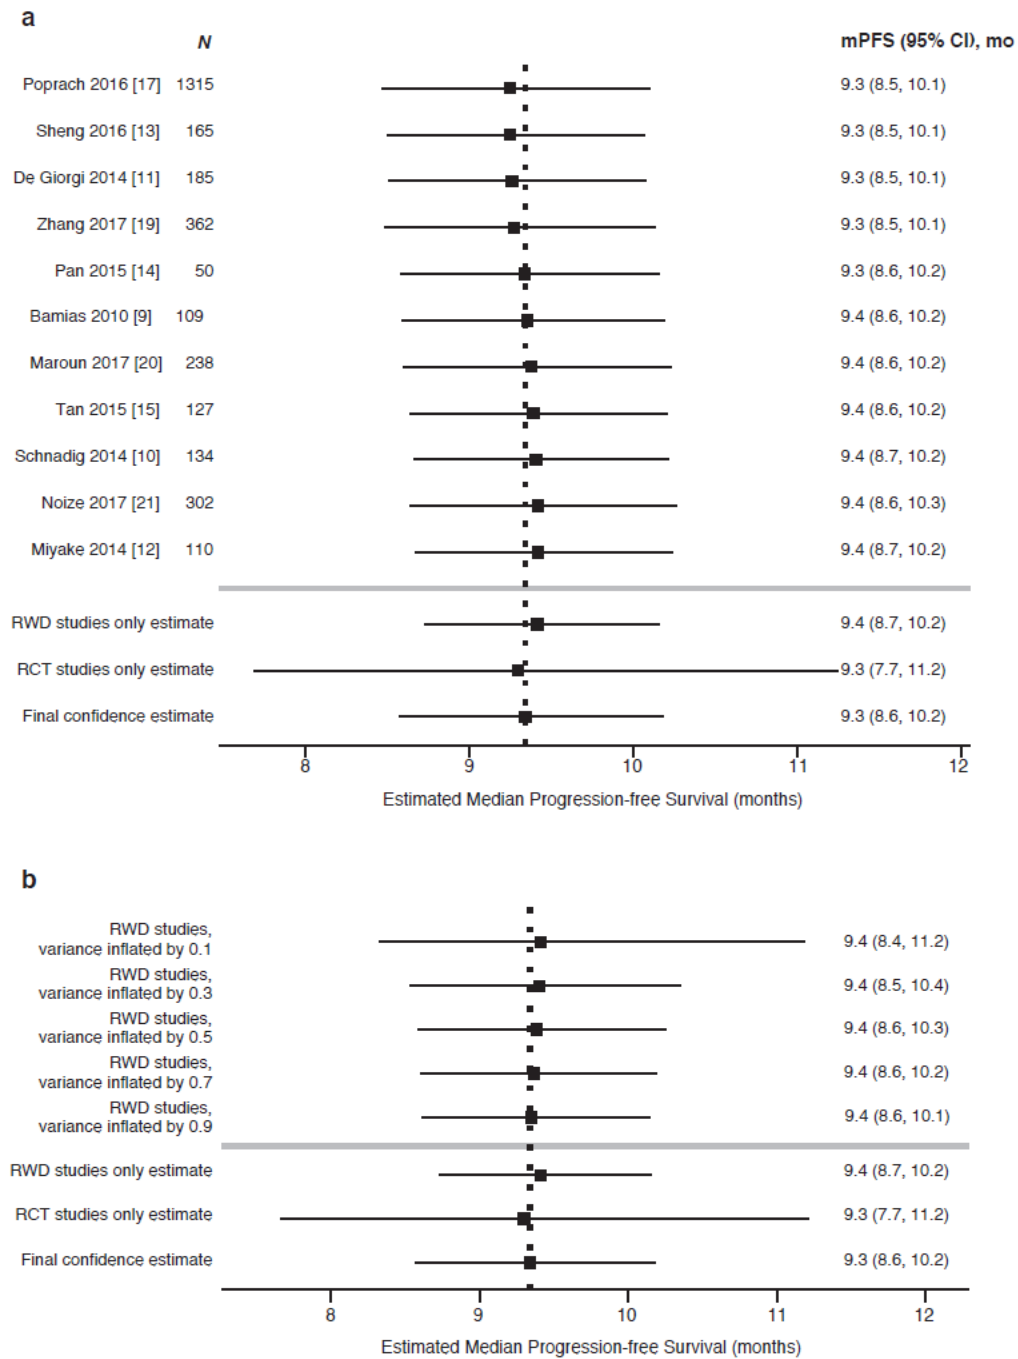 a
N mPFS (95% CI), mo
Poprach 2016 [17] 1315 9.3 (8.5, 10.1)
Sheng 2016 [13] 165 9.3 (8.5, 10.1)
De Giorgi 2014 [11] 185 9.3 (8.5, 10.1)
Zhang 2017 [19] 362 9.3 (8.5, 10.1)
Pan 2015 [14] 50 9.3 (8.6, 10.2)
Bamias 2010 [9] 109 9.4 (8.6, 10.2)
Maroun 2017 [20] 238 9.4 (8.6, 10.2)
Tan 2015 [15] 127 9.4 (8.6, 10.2)
Schnadig 2014 [10] 134 9.4 (8.7, 10.2)
Noize 2017 [21] 302 9.4 (8.6, 10.3)
Miyake 2014 [12] 110 9.4 (8.7, 10.2)
RWD studies only estimate 9.4 (8.7, 10.2)
RCT studies only estimate 9.3 (7.7, 11.2)
Final confidence estimate 9.3 (8.6, 10.2)
8 9 10 11 12
Estimated Median Progression-free Survival (months)
b
RWD studies,
variance inflated by 0.1 9.4 (8.4, 11.2)
RWD studies,
variance inflated by 0.3 9.4 (8.5, 10.4)
RWD studies,
variance inflated by 0.5 9.4 (8.6, 10.3)
RWD studies,
variance inflated by 0.7 9.4 (8.6, 10.2)
RWD studies,
variance inflated by 0.9 9.4 (8.6, 10.1)
RWD studies only estimate 9.4 (8.7, 10.2)
RCT studies only estimate 9.3 (7.7, 11.2)
Final confidence estimate 9.3 (8.6, 10.2)
8 9 10 11 12
Estimated Median Progression-free Survival (months)